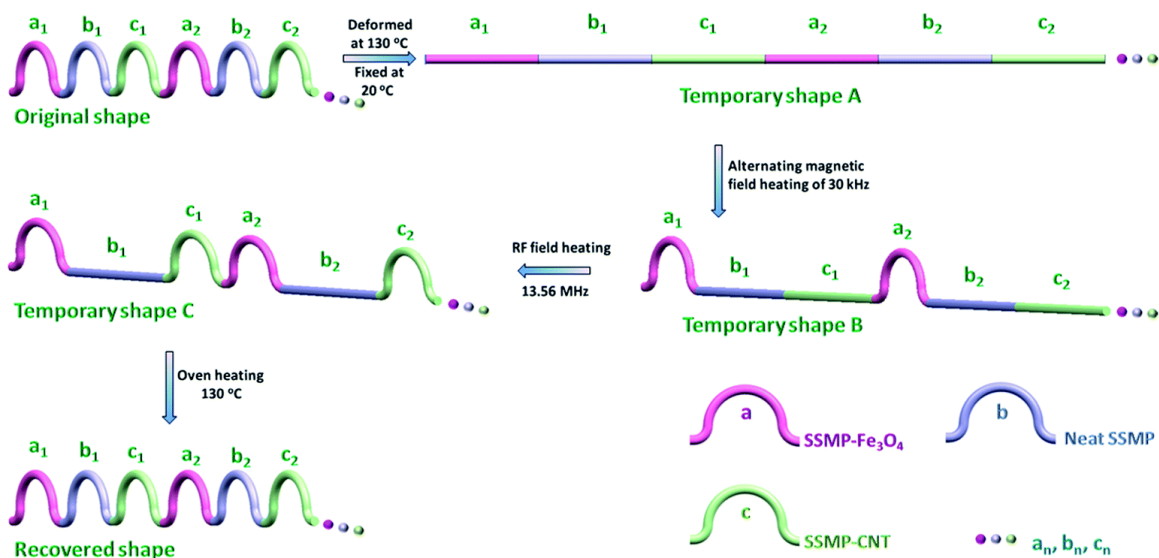 a₁ b₁ c₁ a₂ b₂ c₂
Original shape
Deformed
at 130 °C
Fixed at
20 °C
a₁ b₁ c₁ a₂ b₂ c₂
Temporary shape A
Alternating magnetic
field heating of 30 kHz
a₁ b₁ c₁ a₂ b₂ c₂
Temporary shape B
RF field heating
13.56 MHz
a₁ b₁ c₁ a₂ b₂ c₂
Temporary shape C
Oven heating
130 °C
a₁ b₁ c₁ a₂ b₂ c₂
Recovered shape
a
SSMP-Fe₃O₄
b
Neat SSMP
c
SSMP-CNT
aₙ, bₙ, cₙ